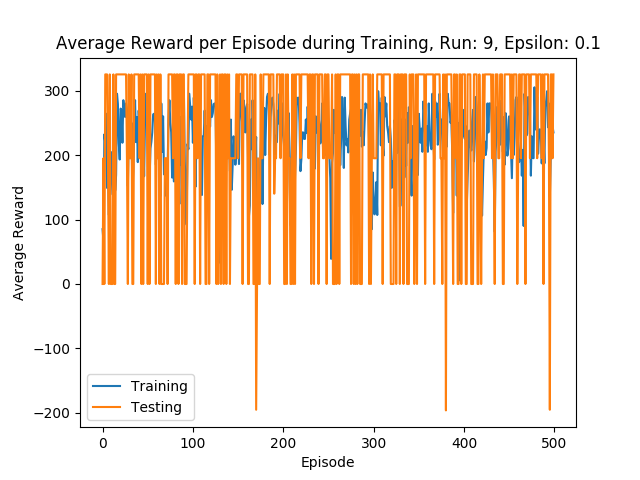 Average Reward per Episode during Training, Run: 9, Epsilon: 0.1
300
200
100
0
−100
−200
Average Reward
Training
Testing
0 100 200 300 400 500
Episode